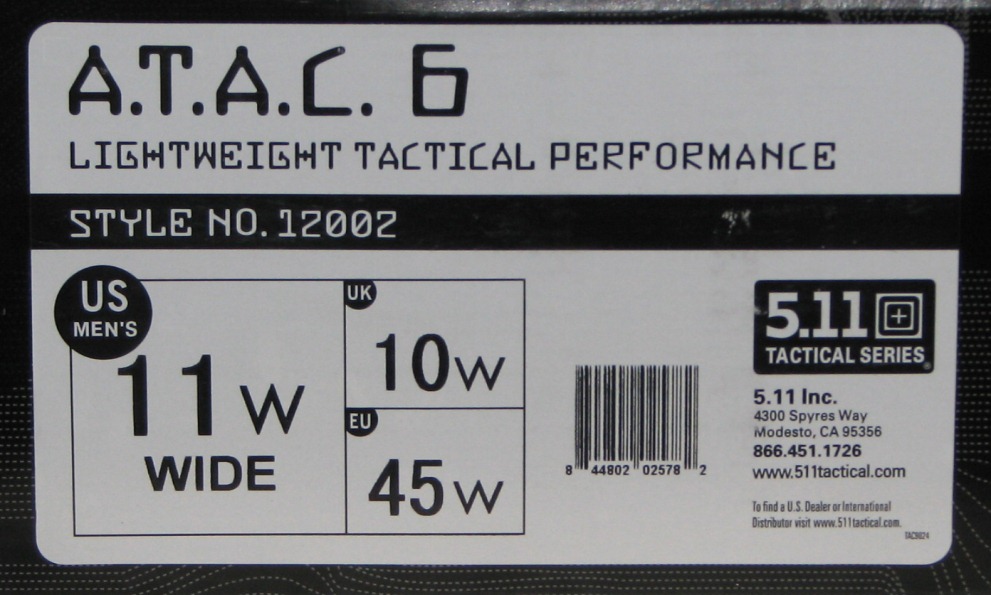 A.T.A.C. 6
LIGHTWEIGHT TACTICAL PERFORMANCE
STYLE NO. 12002
US
MEN'S
11 W
WIDE
UK
10 W
EU
45 W
8 44802 02578 2
5.11
TACTICAL SERIES®
5.11 Inc.
4300 Spyres Way
Modesto, CA 95356
866.451.1726
www.511tactical.com
To find a U.S. Dealer or International
Distributor visit www.511tactical.com.
TAC8024